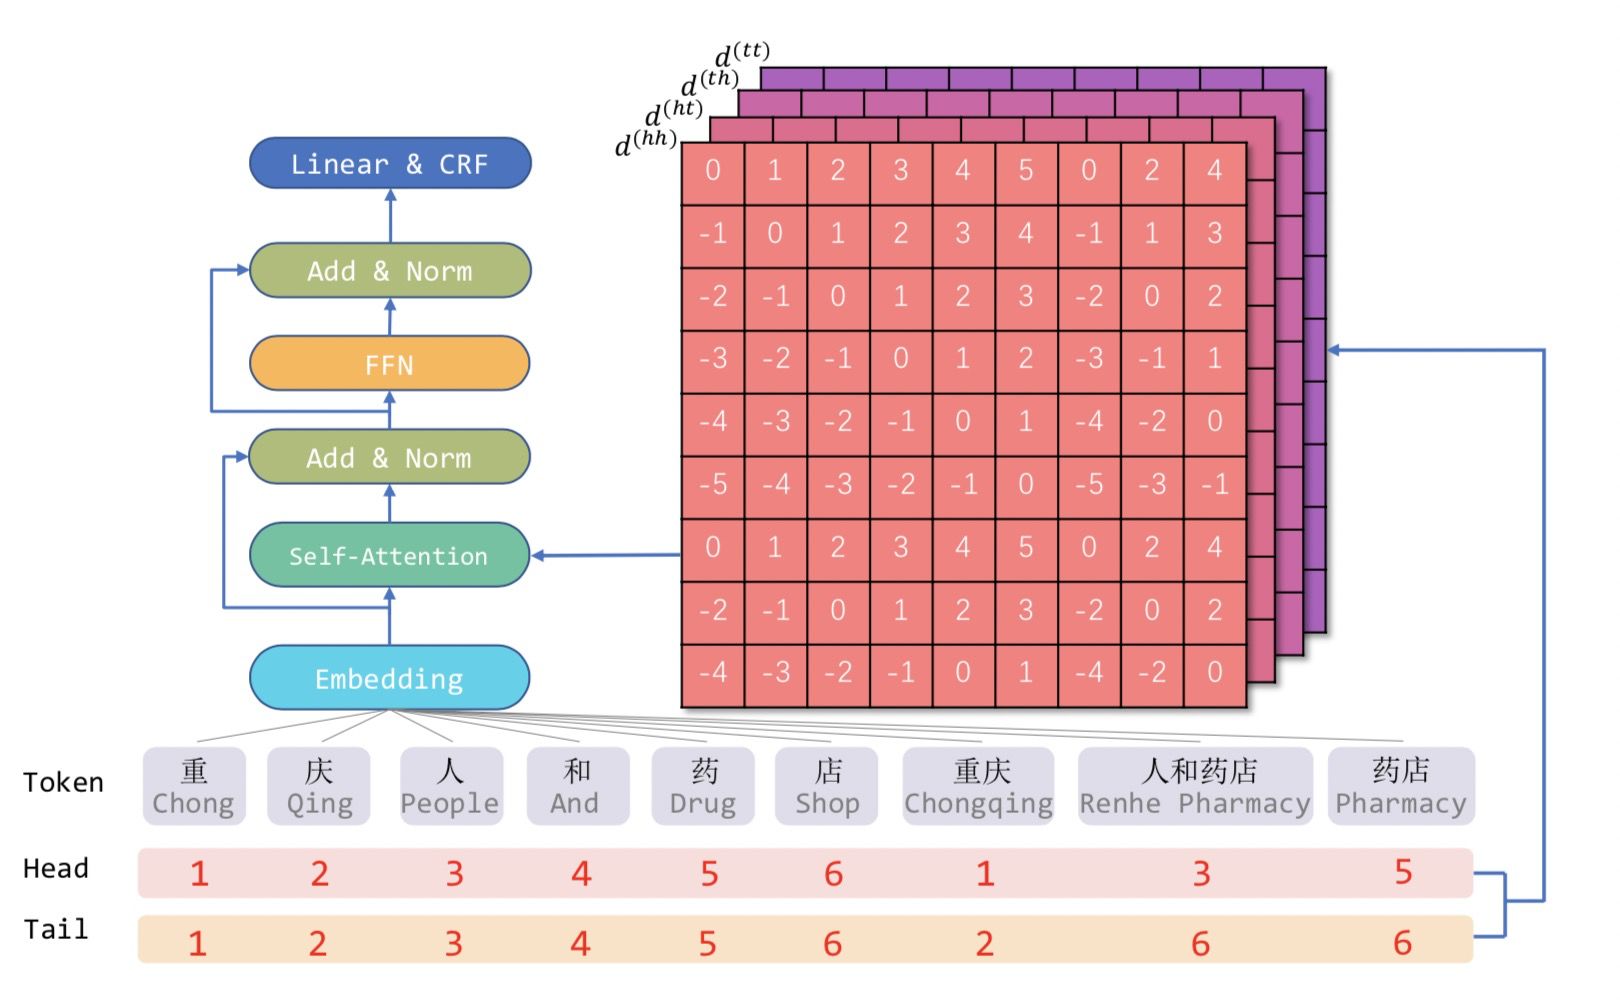 d(tt)
d(th)
d(ht)
d(hh)
0 1 2 3 4 5 0 2 4
-1 0 1 2 3 4 -1 1 3
-2 -1 0 1 2 3 -2 0 2
-3 -2 -1 0 1 2 -3 -1 1
-4 -3 -2 -1 0 1 -4 -2 0
-5 -4 -3 -2 -1 0 -5 -3 -1
0 1 2 3 4 5 0 2 4
-2 -1 0 1 2 3 -2 0 2
-4 -3 -2 -1 0 1 -4 -2 0
Linear & CRF
Add & Norm
FFN
Add & Norm
Self-Attention
Embedding
Token
重 庆 人 和 药 店 重庆 人和药店 药店
Chong Qing People And Drug Shop Chongqing Renhe Pharmacy Pharmacy
Head 1 2 3 4 5 6 1 3 5
Tail 1 2 3 4 5 6 2 6 6